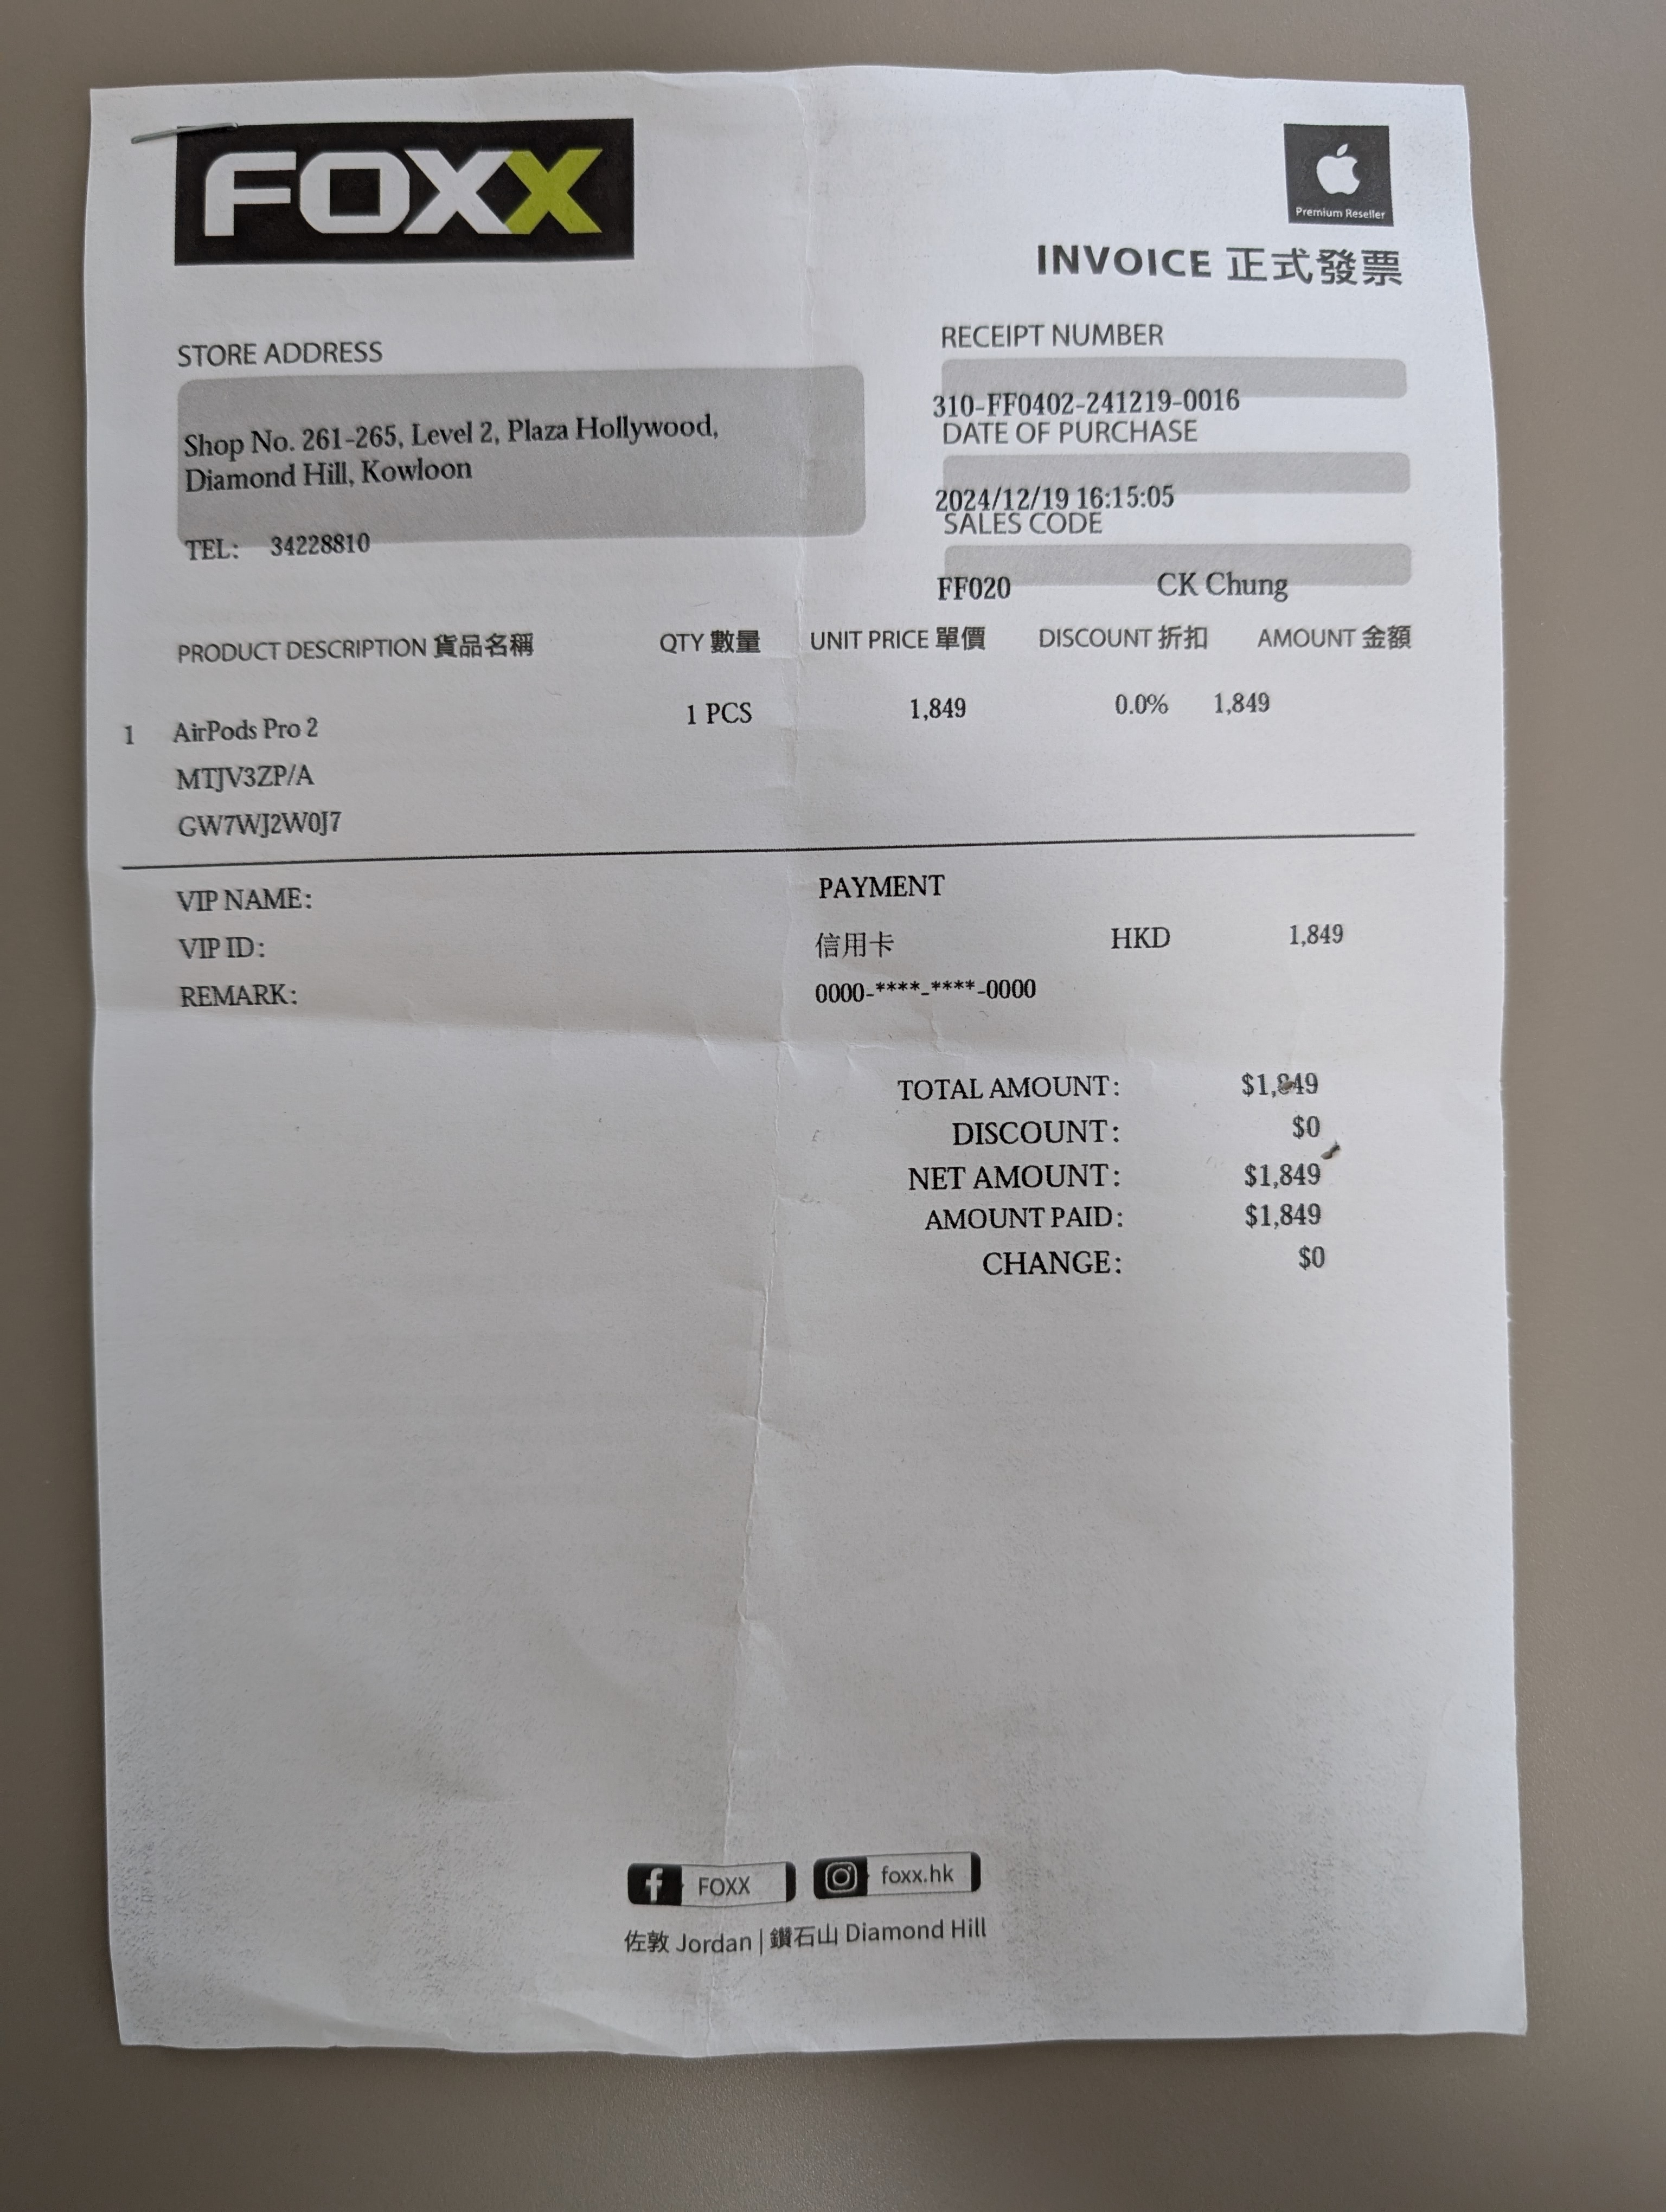 FOXX
Premium Reseller
INVOICE 正式發票
STORE ADDRESS
Shop No. 261-265, Level 2, Plaza Hollywood,
Diamond Hill, Kowloon
TEL: 34228810
RECEIPT NUMBER
310-FF0402-241219-0016
DATE OF PURCHASE
2024/12/19 16:15:05
SALES CODE
FF020 CK Chung
PRODUCT DESCRIPTION 貨品名稱 QTY 數量 UNIT PRICE 單價 DISCOUNT 折扣 AMOUNT 金額
1 AirPods Pro 2 1 PCS 1,849 0.0% 1,849
MTJV3ZP/A
GW7WJ2W0J7
VIP NAME:
VIP ID:
REMARK:
PAYMENT
信用卡 HKD 1,849
0000-****-****-0000
TOTAL AMOUNT: $1,849
DISCOUNT: $0
NET AMOUNT: $1,849
AMOUNT PAID: $1,849
CHANGE: $0
FOXX foxx.hk
佐敦 Jordan | 鑽石山 Diamond Hill